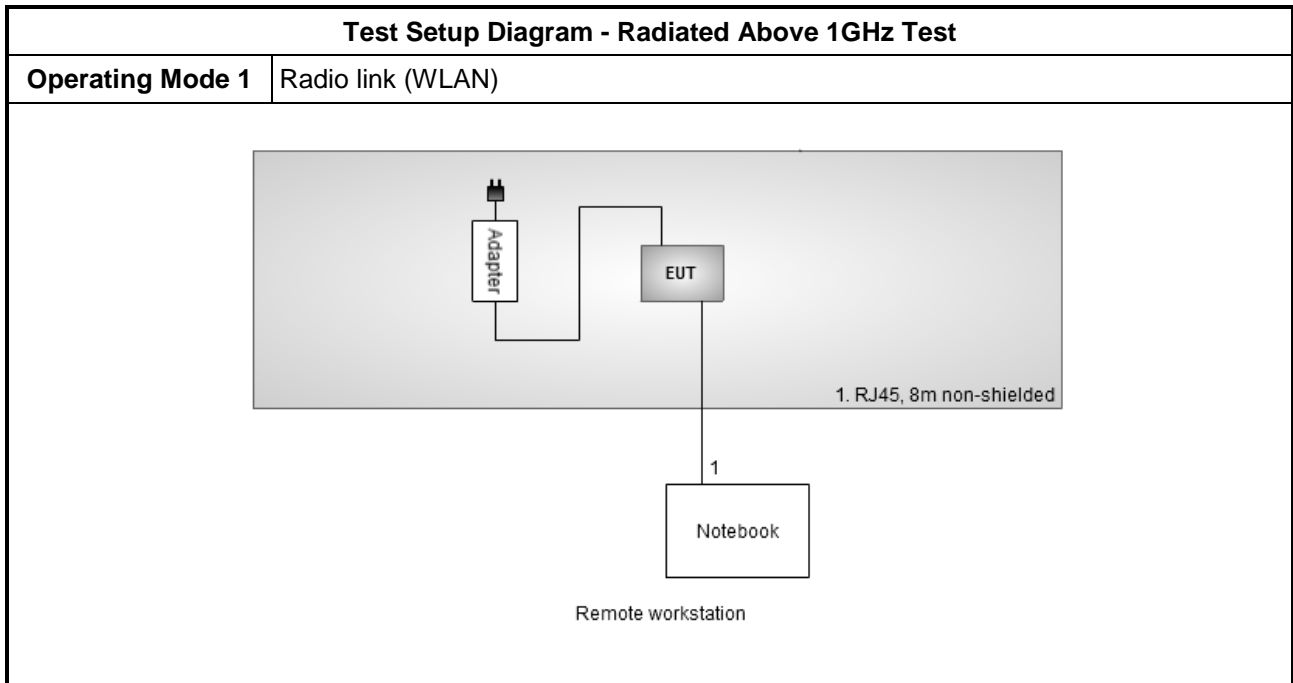 Test Setup Diagram - Radiated Above 1GHz Test
Operating Mode 1 Radio link (WLAN)
Adapter
EUT
1. RJ45, 8m non-shielded
1
Notebook
Remote workstation